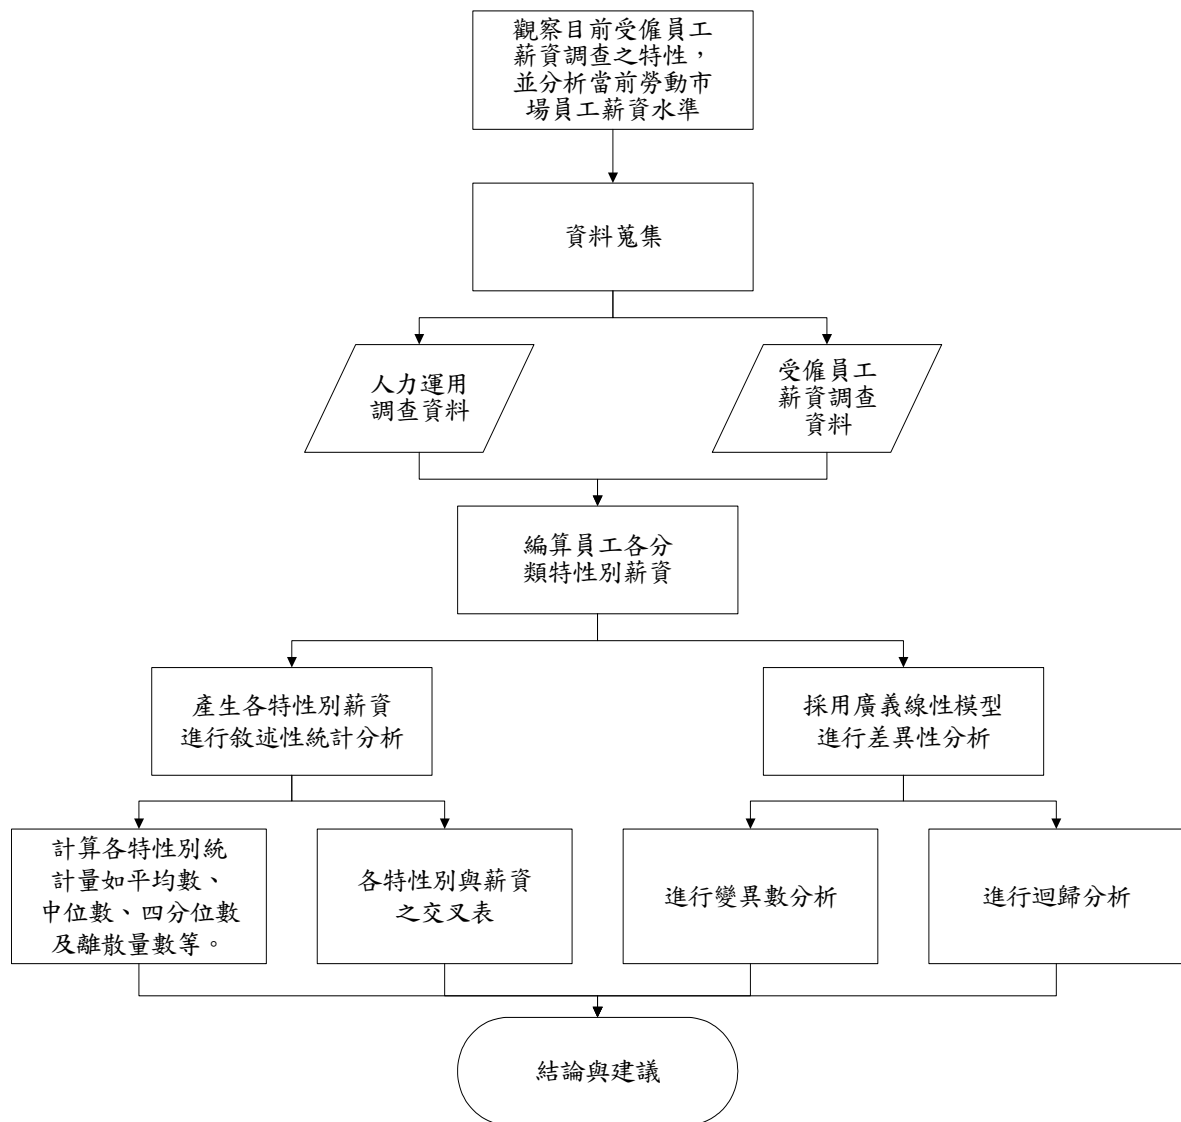 觀察目前受僱員工
薪資調查之特性，
並分析當前勞動市
場員工薪資水準
資料蒐集
人力運用
調查資料
受僱員工
薪資調查
資料
編算員工各分
類特性別薪資
產生各特性別薪資
進行敘述性統計分析
採用廣義線性模型
進行差異性分析
計算各特性別統
計量如平均數、
中位數、四分位數
及離散量數等。
各特性別與薪資
之交叉表
進行變異數分析
進行迴歸分析
結論與建議